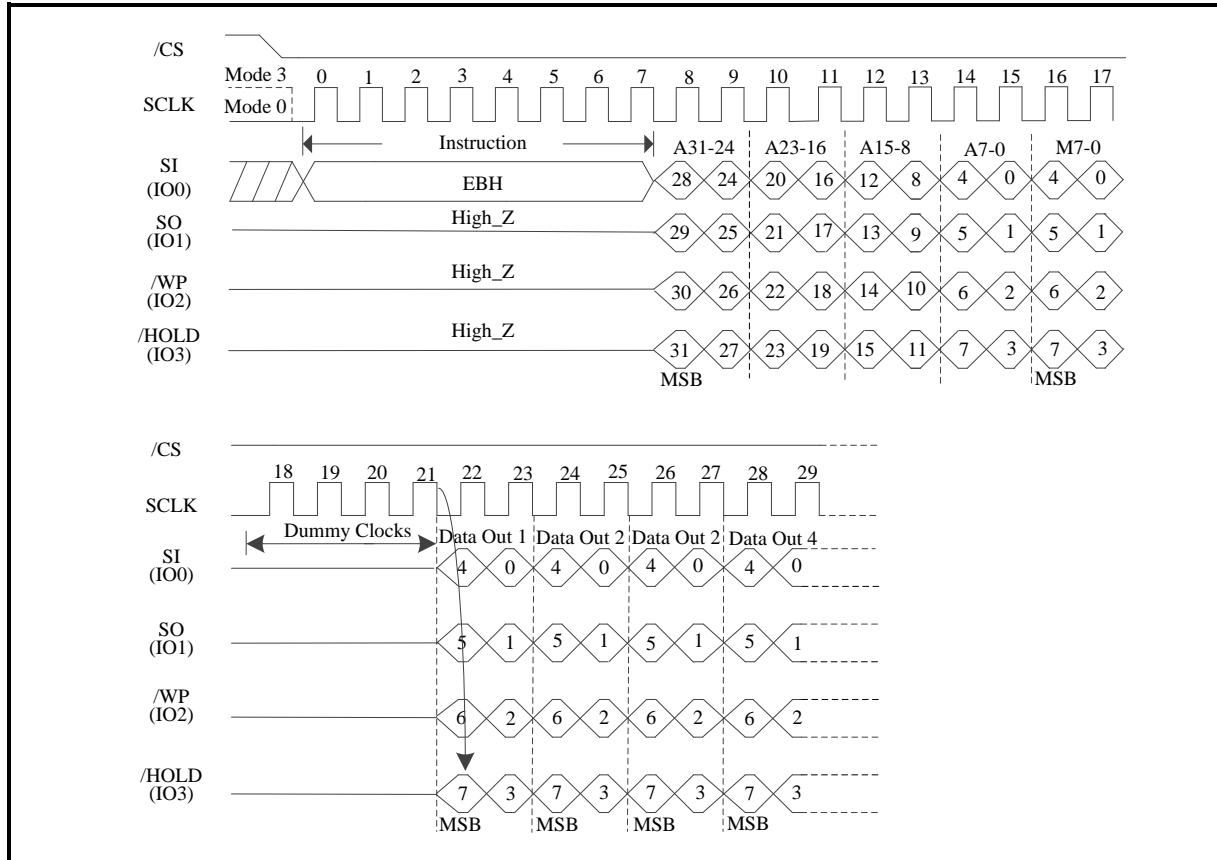 /CS
Mode 3 0 1 2 3 4 5 6 7 8 9 10 11 12 13 14 15 16 17
SCLK Mode 0
Instruction A31-24 A23-16 A15-8 A7-0 M7-0
SI
(IO0) EBH 28 24 20 16 12 8 4 0 4 0
High_Z
SO
(IO1) 29 25 21 17 13 9 5 1 5 1
High_Z
/WP
(IO2) 30 26 22 18 14 10 6 2 6 2
High_Z
/HOLD
(IO3) 31 27 23 19 15 11 7 3 7 3
MSB MSB
/CS
18 19 20 21 22 23 24 25 26 27 28 29
SCLK
Dummy Clocks Data Out 1 Data Out 2 Data Out 2 Data Out 4
SI
(IO0) 4 0 4 0 4 0 4 0
SO
(IO1) 5 1 5 1 5 1 5 1
/WP
(IO2) 6 2 6 2 6 2 6 2
/HOLD
(IO3) 7 3 7 3 7 3 7 3
MSB MSB MSB MSB